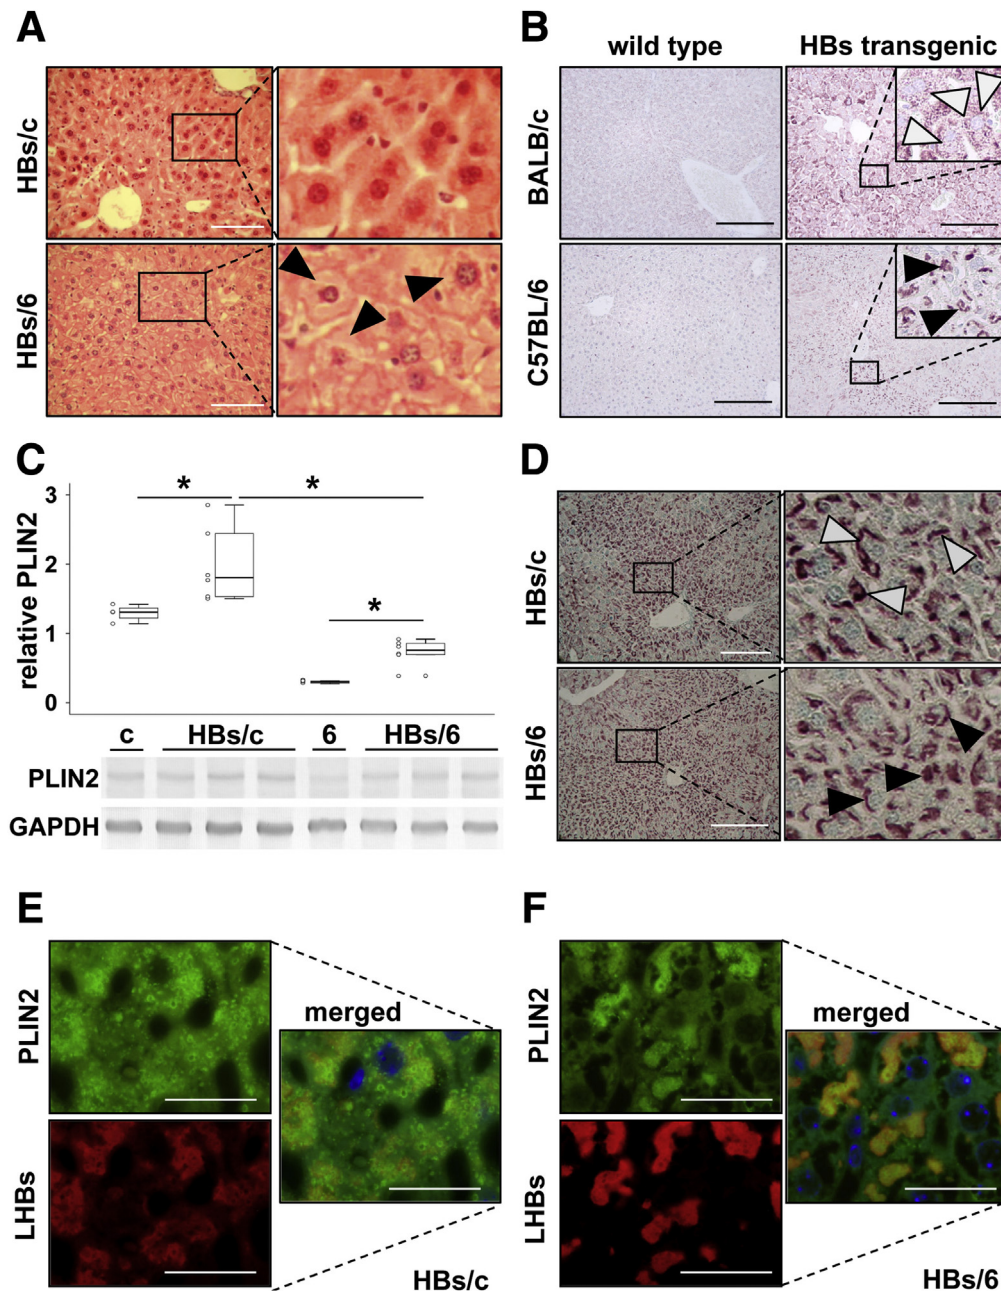 A
HBs/c
HBs/6
B
wild type
HBs transgenic
BALB/c
C57BL/6
C
relative PLIN2
3
2
1
0
*
*
*
c
HBs/c
6
HBs/6
PLIN2
GAPDH
D
HBs/c
HBs/6
E
PLIN2
LHBs
merged
HBs/c
F
PLIN2
LHBs
merged
HBs/6